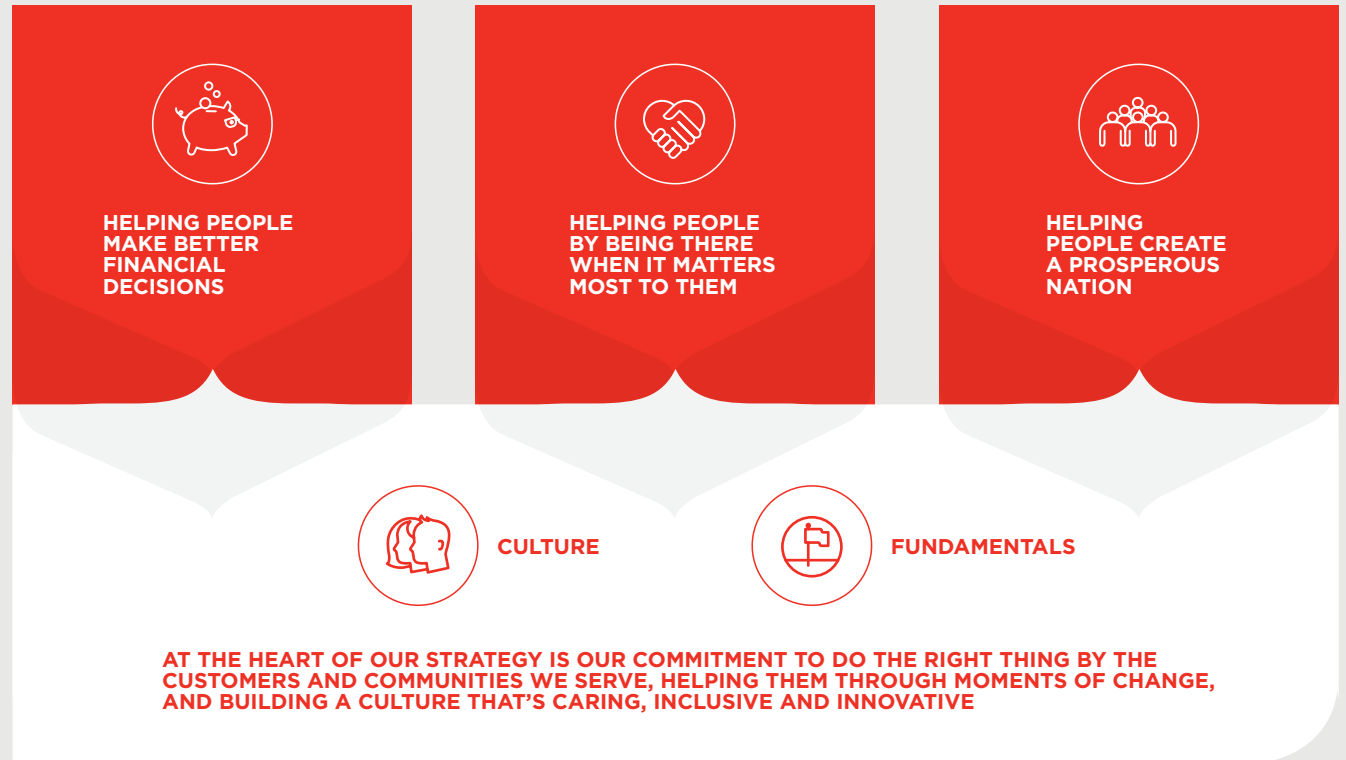 HELPING PEOPLE
MAKE BETTER
FINANCIAL
DECISIONS
HELPING PEOPLE
BY BEING THERE
WHEN IT MATTERS
MOST TO THEM
HELPING
PEOPLE CREATE
A PROSPEROUS
NATION
CULTURE
FUNDAMENTALS
AT THE HEART OF OUR STRATEGY IS OUR COMMITMENT TO DO THE RIGHT THING BY THE
CUSTOMERS AND COMMUNITIES WE SERVE, HELPING THEM THROUGH MOMENTS OF CHANGE,
AND BUILDING A CULTURE THAT’S CARING, INCLUSIVE AND INNOVATIVE